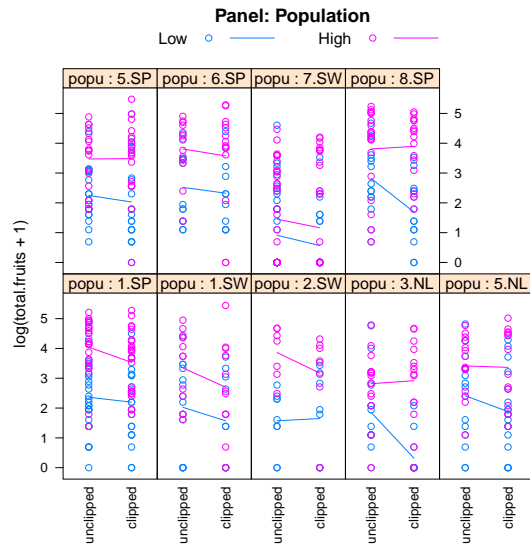 Panel: Population
Low High
popu : 5.SP popu : 6.SP popu : 7.SW popu : 8.SP
5
4
3
2
1
0
log(total.fruits + 1)
popu : 1.SP popu : 1.SW popu : 2.SW popu : 3.NL popu : 5.NL
5
4
3
2
1
0
unclipped clipped unclipped clipped unclipped clipped unclipped clipped unclipped clipped